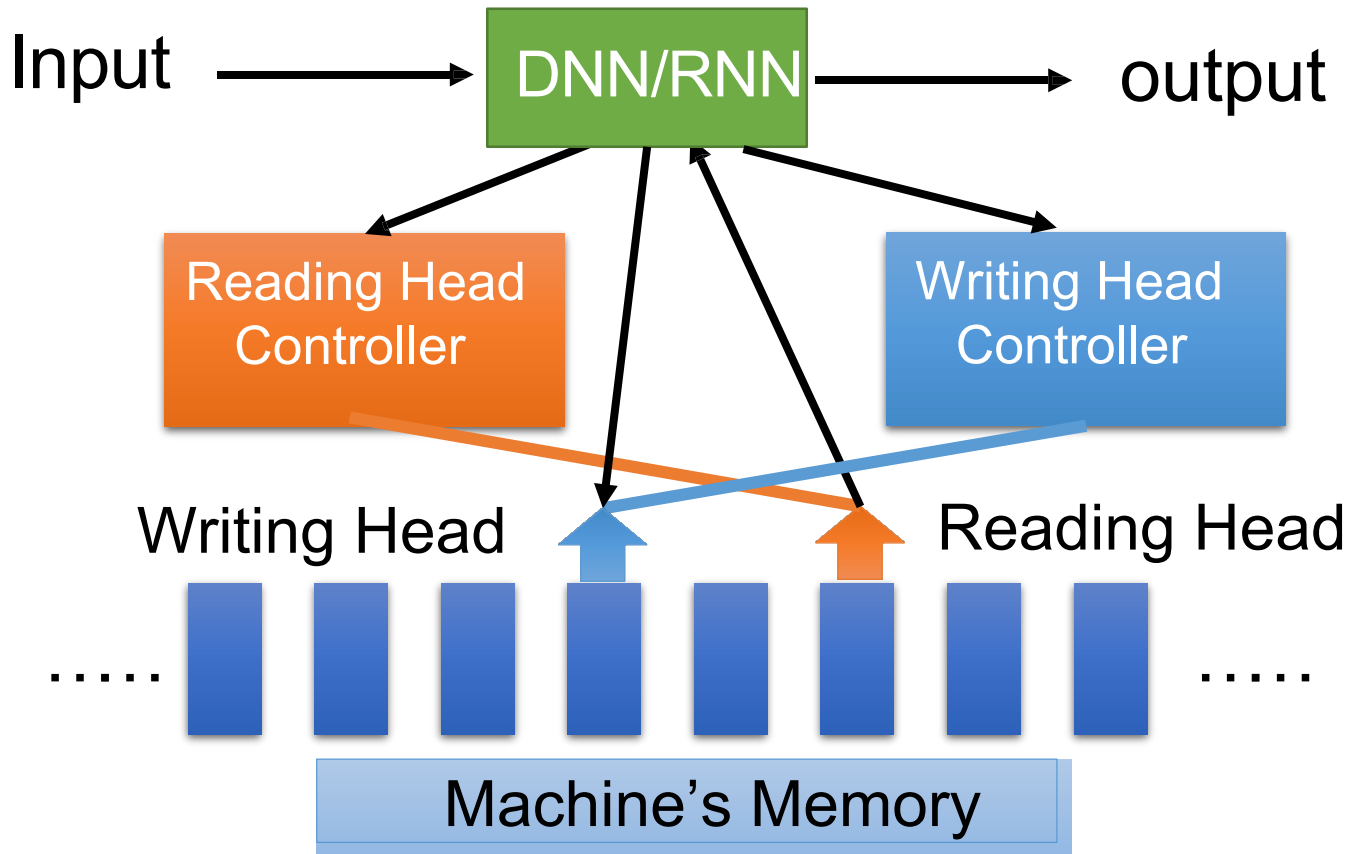 Input
DNN/RNN
output
Reading Head
Controller
Writing Head
Controller
Writing Head
Reading Head
.....
.....
Machine’s Memory